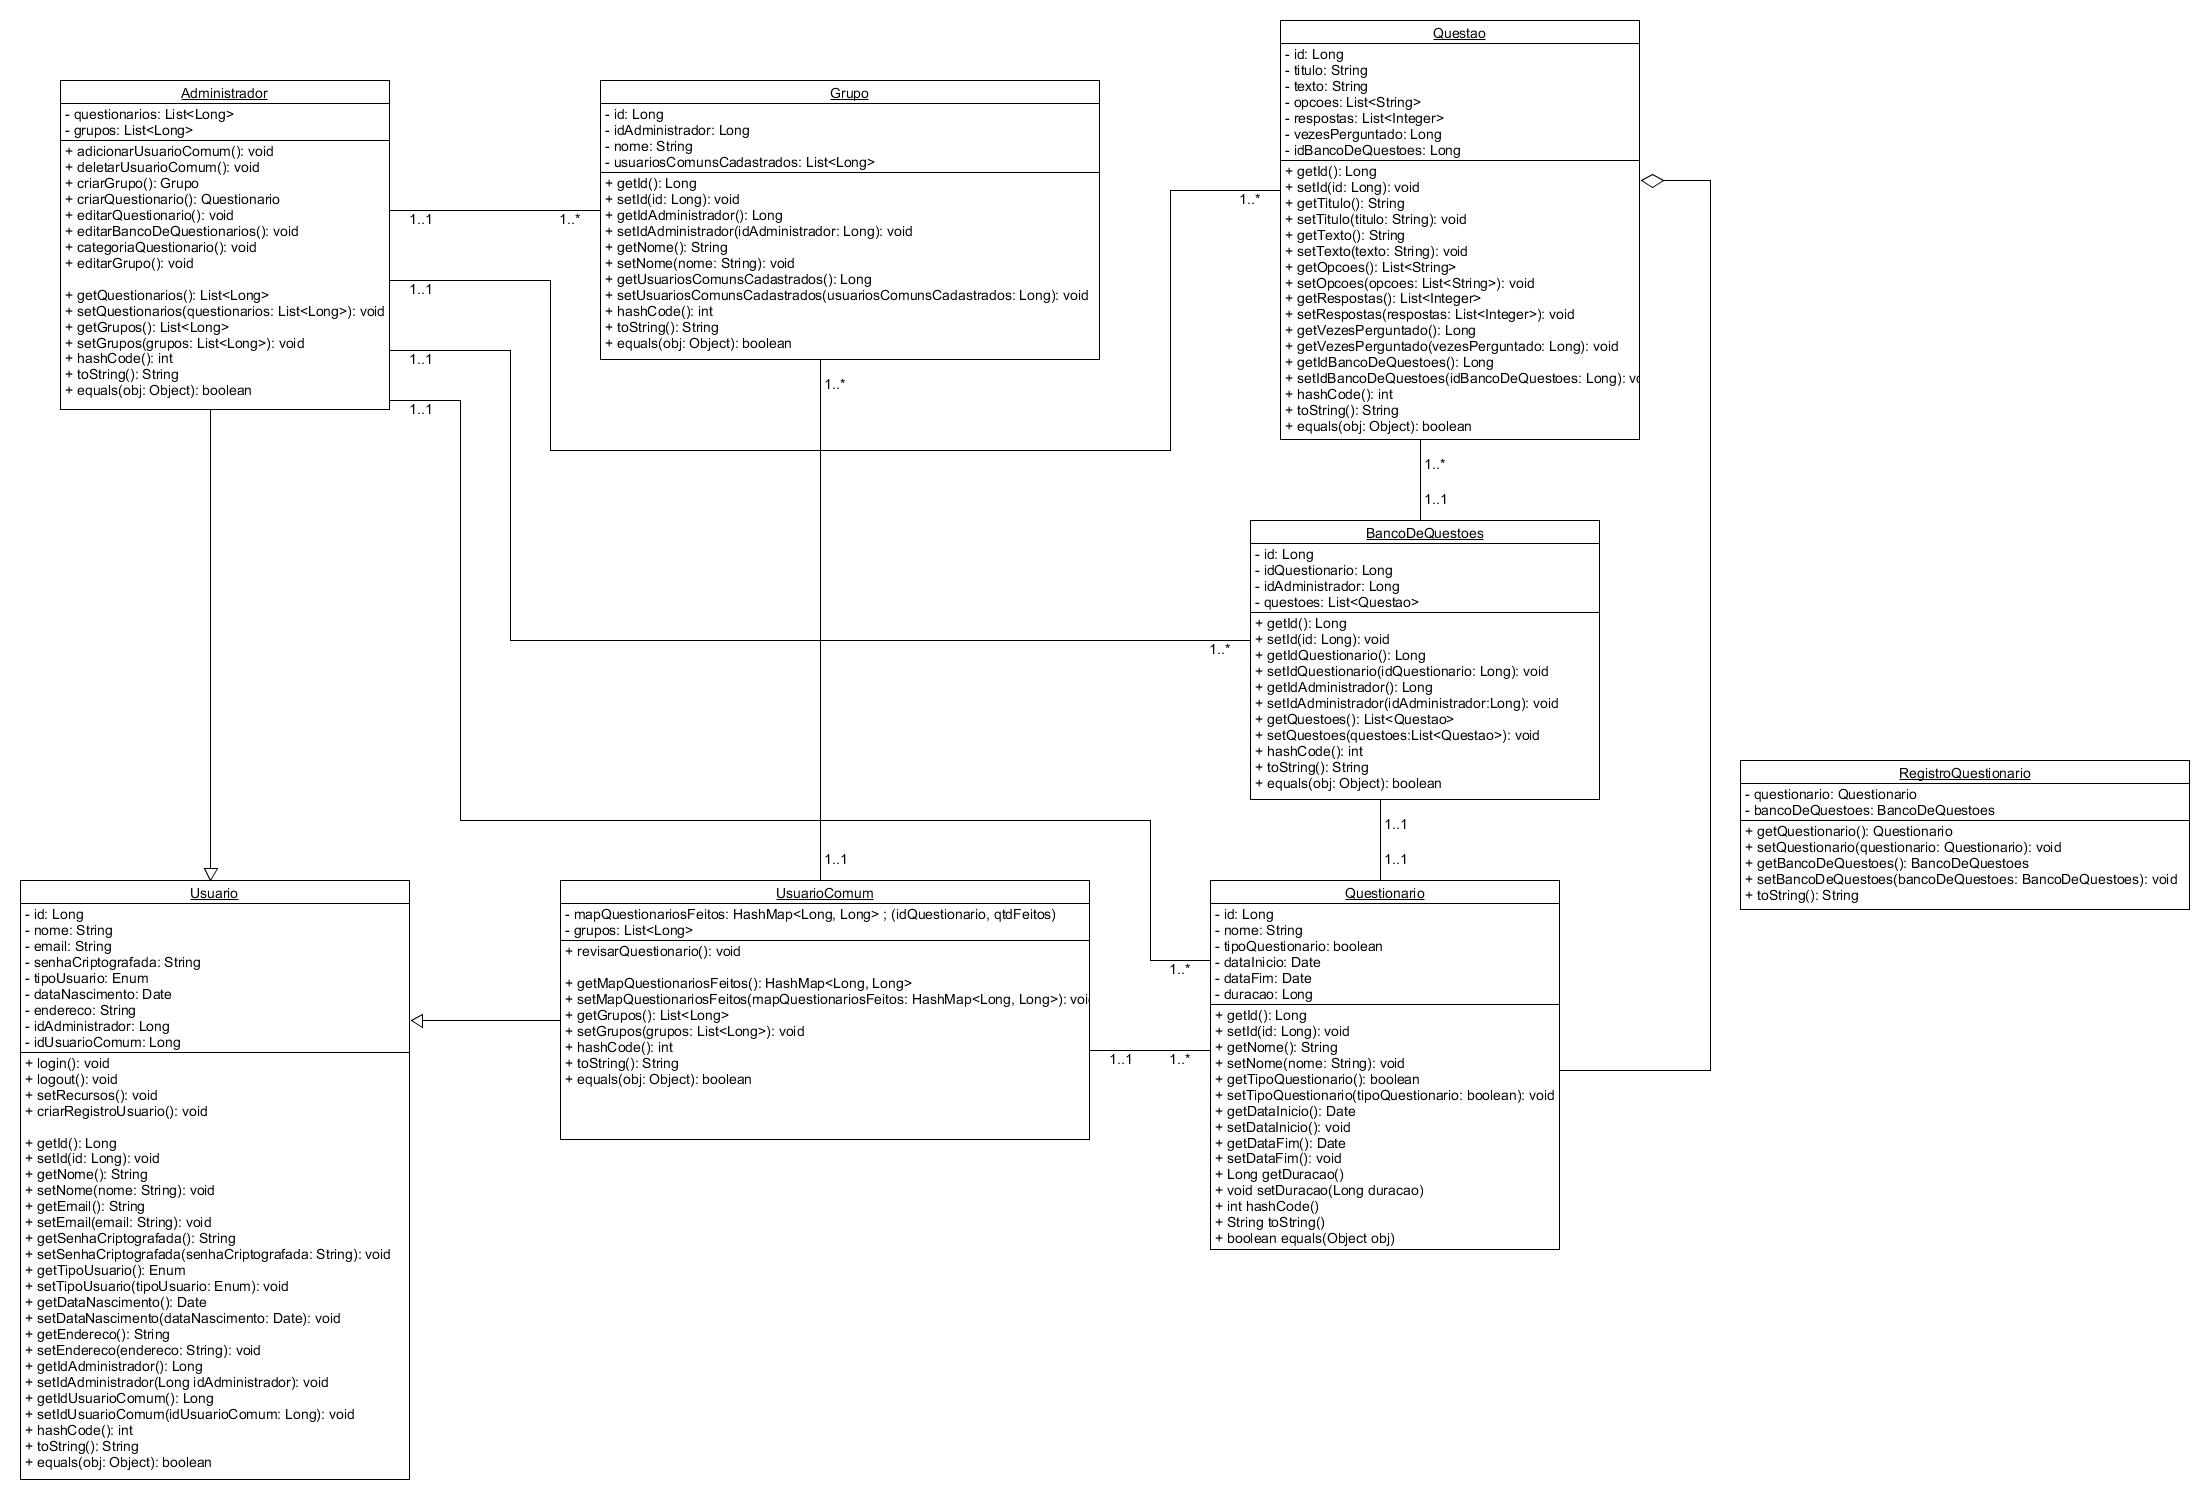 Administrador
- questionarios: List<Long>
- grupos: List<Long>
+ adicionarUsuarioComum(): void
+ deletarUsuarioComum(): void
+ criarGrupo(): Grupo
+ criarQuestionario(): Questionario
+ editarQuestionario(): void
+ editarBancoDeQuestionarios(): void
+ categoriaQuestionario(): void
+ editarGrupo(): void
+ getQuestionarios(): List<Long>
+ setQuestionarios(questionarios: List<Long>): void
+ getGrupos(): List<Long>
+ setGrupos(grupos: List<Long>): void
+ hashCode(): int
+ toString(): String
+ equals(obj: Object): boolean
1..1
1..*
1..1
1..1
1..1
Grupo
- id: Long
- idAdministrador: Long
- nome: String
- usuariosComunsCadastrados: List<Long>
+ getId(): Long
+ setId(id: Long): void
+ getIdAdministrador(): Long
+ setIdAdministrador(idAdministrador: Long): void
+ getNome(): String
+ setNome(nome: String): void
+ getUsuariosComunsCadastrados(): Long
+ setUsuariosComunsCadastrados(usuariosComunsCadastrados: Long): void
+ hashCode(): int
+ toString(): String
+ equals(obj: Object): boolean
1..*
1..*
Questao
- id: Long
- titulo: String
- texto: String
- opcoes: List<String>
- respostas: List<Integer>
- vezesPerguntado: Long
- idBancoDeQuestoes: Long
+ getId(): Long
+ setId(id: Long): void
+ getTitulo(): String
+ setTitulo(titulo: String): void
+ getTexto(): String
+ setTexto(texto: String): void
+ getOpcoes(): List<String>
+ setOpcoes(opcoes: List<String>): void
+ getRespostas(): List<Integer>
+ setRespostas(respostas: List<Integer>): void
+ getVezesPerguntado(): Long
+ getVezesPerguntado(vezesPerguntado: Long): void
+ getIdBancoDeQuestoes(): Long
+ setIdBancoDeQuestoes(idBancoDeQuestoes: Long):
+ hashCode(): int
+ toString(): String
+ equals(obj: Object): boolean
1..*
1..1
BancoDeQuestoes
- id: Long
- idQuestionario: Long
- idAdministrador: Long
- questoes: List<Questao>
+ getId(): Long
+ setId(id: Long): void
+ getIdQuestionario(): Long
+ setIdQuestionario(idQuestionario: Long): void
+ getIdAdministrador(): Long
+ setIdAdministrador(idAdministrador:Long): void
+ getQuestoes(): List<Questao>
+ setQuestoes(questoes:List<Questao>): void
+ hashCode(): int
+ toString(): String
+ equals(obj: Object): boolean
1..*
1..1
1..1
RegistroQuestionario
- questionario: Questionario
- bancoDeQuestoes: BancoDeQuestoes
+ getQuestionario(): Questionario
+ setQuestionario(questionario: Questionario): void
+ getBancoDeQuestoes(): BancoDeQuestoes
+ setBancoDeQuestoes(bancoDeQuestoes: BancoDeQuestoes): void
+ toString(): String
Usuario
- id: Long
- nome: String
- email: String
- senhaCriptografada: String
- tipoUsuario: Enum
- dataNascimento: Date
- endereco: String
- idAdministrador: Long
- idUsuarioComum: Long
+ login(): void
+ logout(): void
+ setRecursos(): void
+ criarRegistroUsuario(): void
+ getId(): Long
+ setId(id: Long): void
+ getNome(): String
+ setNome(nome: String): void
+ getEmail(): String
+ setEmail(email: String): void
+ getSenhaCriptografada(): String
+ setSenhaCriptografada(senhaCriptografada: String): void
+ getTipoUsuario(): Enum
+ setTipoUsuario(tipoUsuario: Enum): void
+ getDataNascimento(): Date
+ setDataNascimento(dataNascimento: Date): void
+ getEndereco(): String
+ setEndereco(endereco: String): void
+ getIdAdministrador(): Long
+ setIdAdministrador(Long idAdministrador): void
+ getIdUsuarioComum(): Long
+ setIdUsuarioComum(idUsuarioComum: Long): void
+ hashCode(): int
+ toString(): String
+ equals(obj: Object): boolean
1..1
UsuarioComum
- mapQuestionariosFeitos: HashMap<Long, Long> ; (idQuestionario, qtdFeitos)
- grupos: List<Long>
+ revisarQuestionario(): void
+ getMapQuestionariosFeitos(): HashMap<Long, Long>
+ setMapQuestionariosFeitos(mapQuestionariosFeitos: HashMap<Long, Long>):
+ getGrupos(): List<Long>
+ setGrupos(grupos: List<Long>): void
+ hashCode(): int
+ toString(): String
+ equals(obj: Object): boolean
1..1
1..*
1..*
Questionario
- id: Long
- nome: String
- tipoQuestionario: boolean
- dataInicio: Date
- dataFim: Date
- duracao: Long
+ getId(): Long
+ setId(id: Long): void
+ getNome(): String
+ setNome(nome: String): void
+ getTipoQuestionario(): boolean
+ setTipoQuestionario(tipoQuestionario: boolean): void
+ getDataInicio(): Date
+ setDataInicio(): void
+ getDataFim(): Date
+ setDataFim(): void
+ Long getDuracao()
+ void setDuracao(Long duracao)
+ int hashCode()
+ String toString()
+ boolean equals(Object obj)